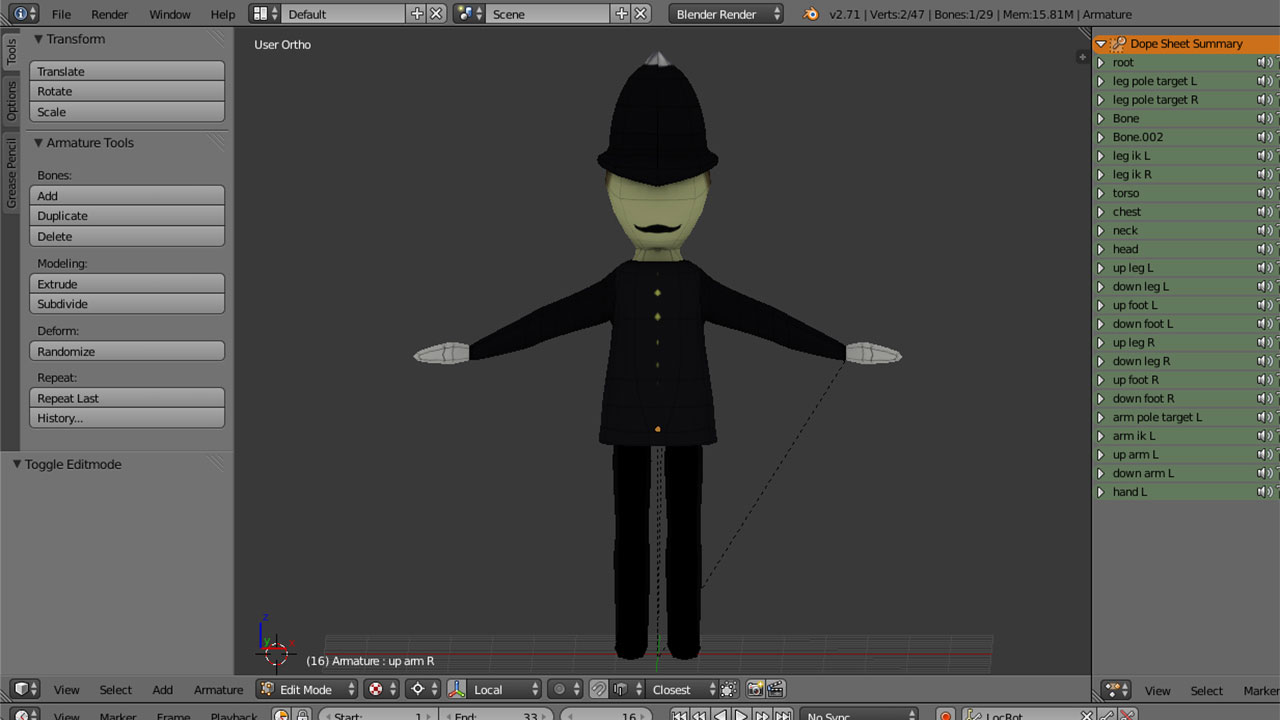 File Render Window Help Default Scene Blender Render v2.71 | Verts:2/47 | Bones:1/29 | Mem:15.81M | Armature
Tools
Options
Grease Pencil
Transform
Translate
Rotate
Scale
Armature Tools
Bones:
Add
Duplicate
Delete
Modeling:
Extrude
Subdivide
Deform:
Randomize
Repeat:
Repeat Last
History...
Toggle Editmode
User Ortho
z
y
x
(16) Armature : up arm R
Dope Sheet Summary
root
leg pole target L
leg pole target R
Bone
Bone.002
leg ik L
leg ik R
torso
chest
neck
head
up leg L
down leg L
up foot L
down foot L
up leg R
down leg R
up foot R
down foot R
arm pole target L
arm ik L
up arm L
down arm L
hand L
View Select Add Armature Edit Mode Local Closest
View Select Marker
View Marker Frame Playback Start: 1 End: 33 16 No Sync LocRot